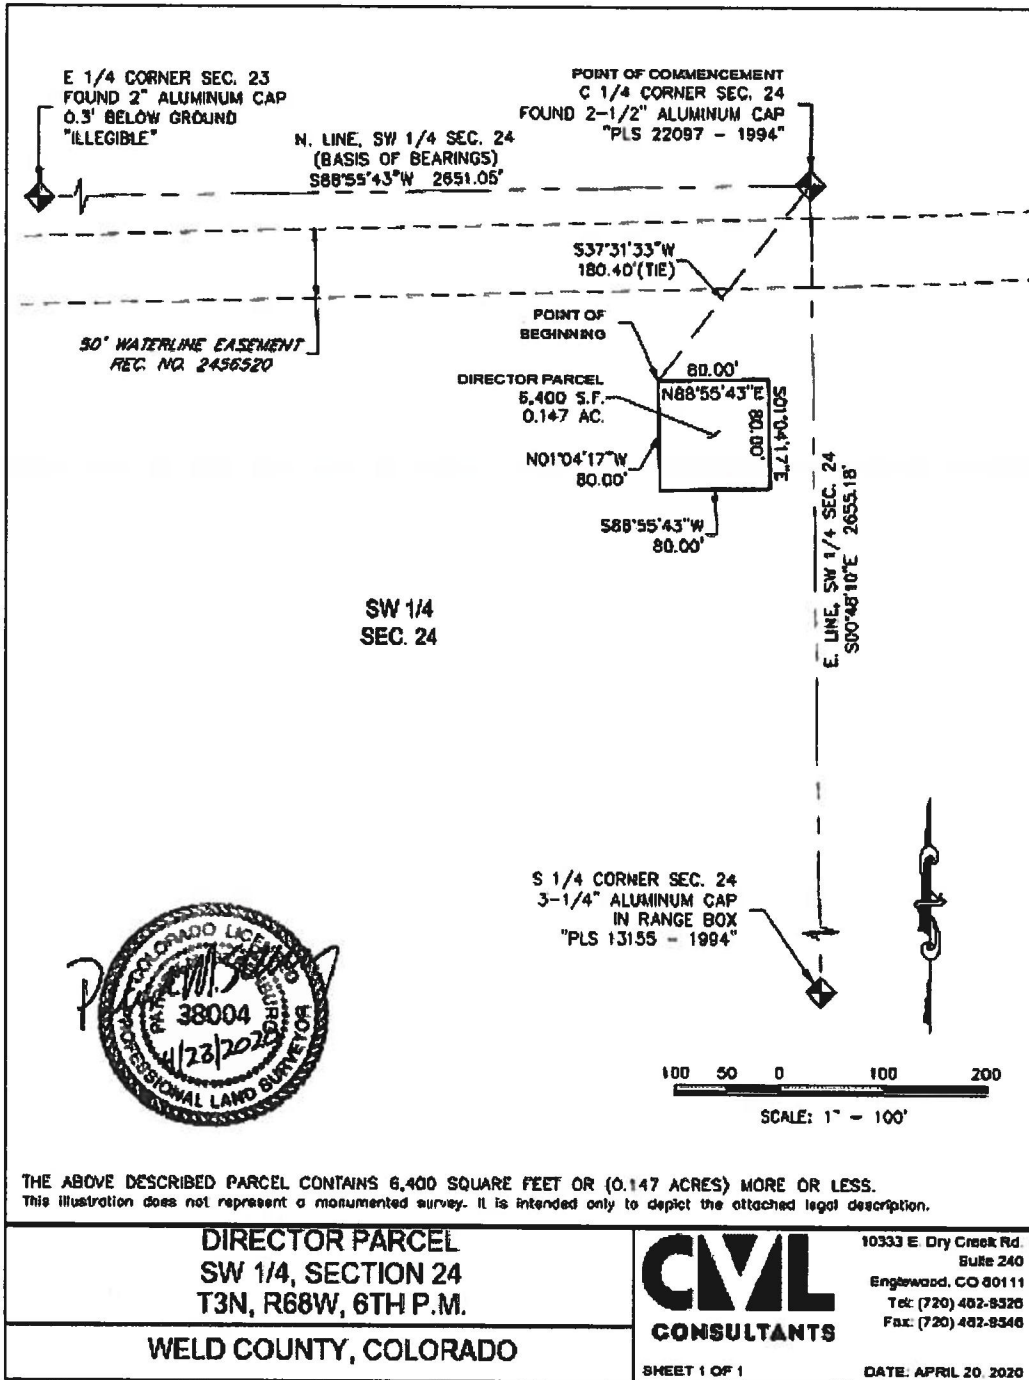 E 1/4 CORNER SEC. 23
FOUND 2" ALUMINUM CAP
0.3' BELOW GROUND
"ILLEGIBLE"
N. LINE, SW 1/4 SEC. 24
(BASIS OF BEARINGS)
S88°55'43"W 2651.05'
POINT OF COMMENCEMENT
C 1/4 CORNER SEC. 24
FOUND 2-1/2" ALUMINUM CAP
"PLS 22097 - 1994"
S37°31'33"W
180.40'(TIE)
50' WATERLINE EASEMENT
REC. NO. 2456520
POINT OF
BEGINNING
DIRECTOR PARCEL
6,400 S.F.
0.147 AC.
80.00'
N88°55'43"E
S01°04'17"E
80.00'
N01°04'17"W
80.00'
S88°55'43"W
80.00'
E. LINE, SW 1/4 SEC. 24
S00°48'10"E 2655.18'
SW 1/4
SEC. 24
S 1/4 CORNER SEC. 24
3-1/4" ALUMINUM CAP
IN RANGE BOX
"PLS 13155 - 1994"
COLORADO LICENSED
38004
4/23/2020
PROFESSIONAL LAND SURVEYOR
100 50 0 100 200
SCALE: 1" = 100'
THE ABOVE DESCRIBED PARCEL CONTAINS 6,400 SQUARE FEET OR (0.147 ACRES) MORE OR LESS.
This illustration does not represent a monumented survey. It is intended only to depict the attached legal description.
DIRECTOR PARCEL
SW 1/4, SECTION 24
T3N, R68W, 6TH P.M.
WELD COUNTY, COLORADO
CVL
CONSULTANTS
10333 E. Dry Creek Rd.
Suite 240
Englewood, CO 80111
Tel: (720) 482-9526
Fax: (720) 482-9546
SHEET 1 OF 1
DATE: APRIL 20, 2020